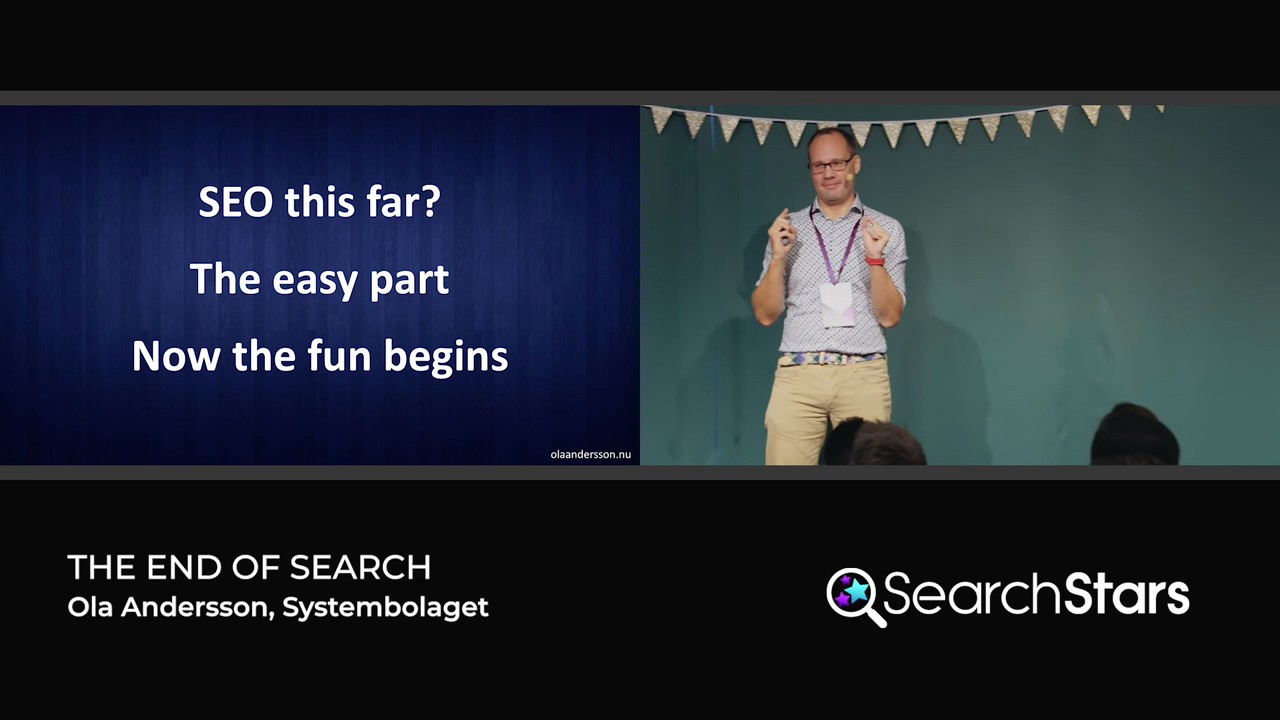 SEO this far?
The easy part
Now the fun begins
olaandersson.nu
THE END OF SEARCH
Ola Andersson, Systembolaget
SearchStars